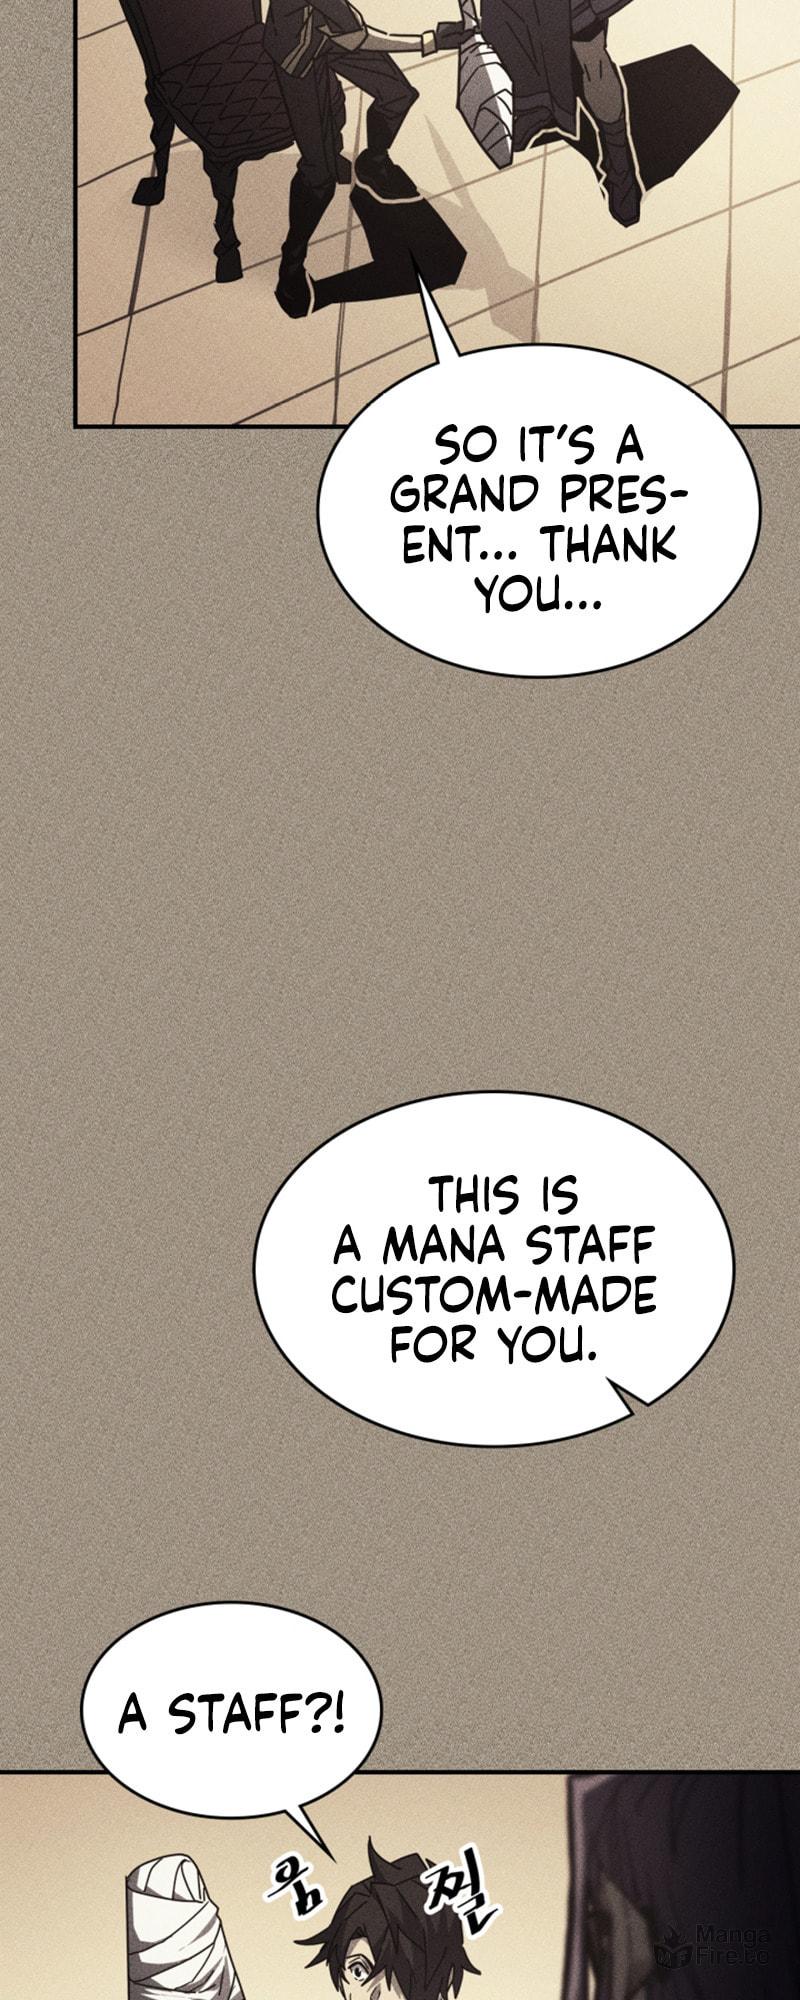 SO IT'S A
GRAND PRES-
ENT... THANK
YOU...
THIS IS
A MANA STAFF
CUSTOM-MADE
FOR YOU.
A STAFF?!
움찔
Manga
Fire.to